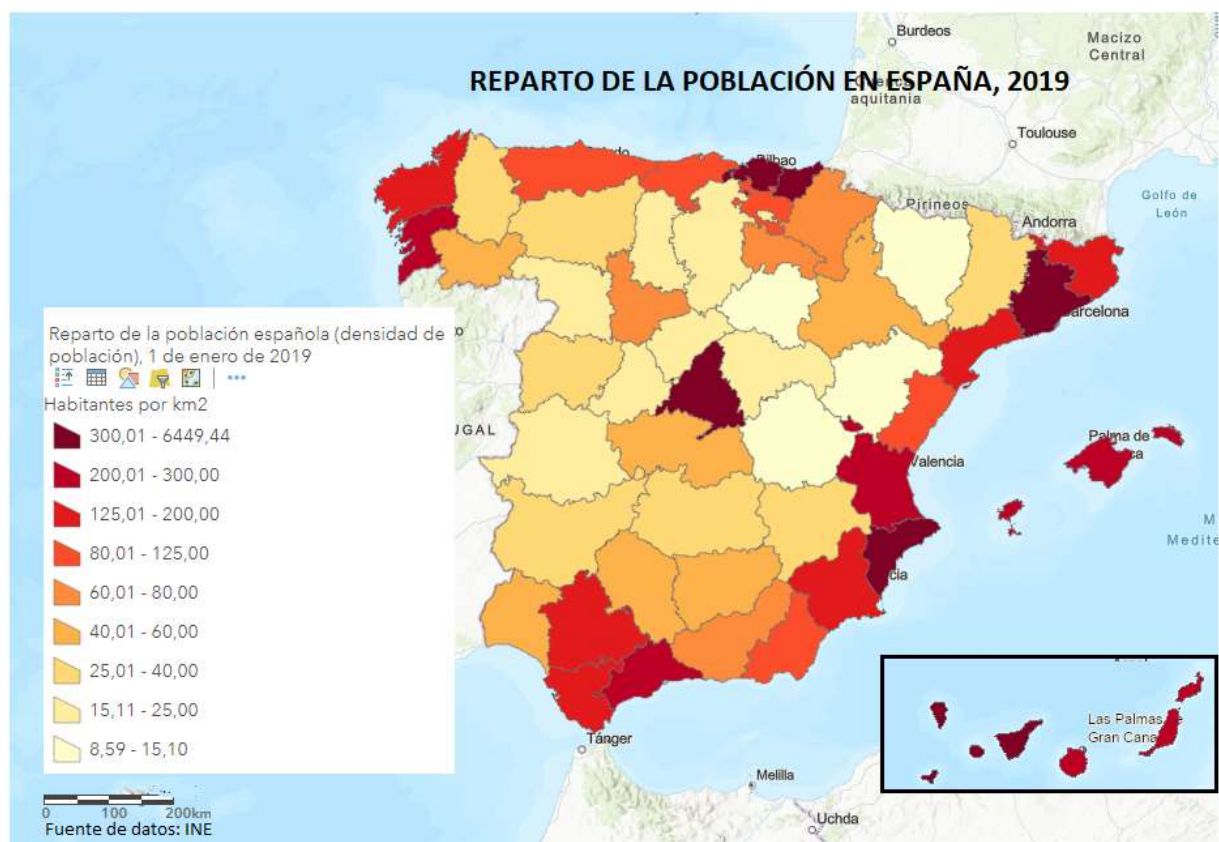 Burdeos
Macizo
Central
REPARTO DE LA POBLACIÓN EN ESPAÑA, 2019
aquitania
Toulouse
Bilbao
Golfo de
León
Pirineos
Andorra
Barcelona
Reparto de la población española (densidad de
población), 1 de enero de 2019
Habitantes por km2
300,01 - 6449,44
200,01 - 300,00
125,01 - 200,00
80,01 - 125,00
60,01 - 80,00
40,01 - 60,00
25,01 - 40,00
15,11 - 25,00
8,59 - 15,10
UGAL
Palma de
Valencia
M
Medite
cia
Las Palmas de
Gran Cana
Tánger
Melilla
Uchda
0 100 200km
Fuente de datos: INE